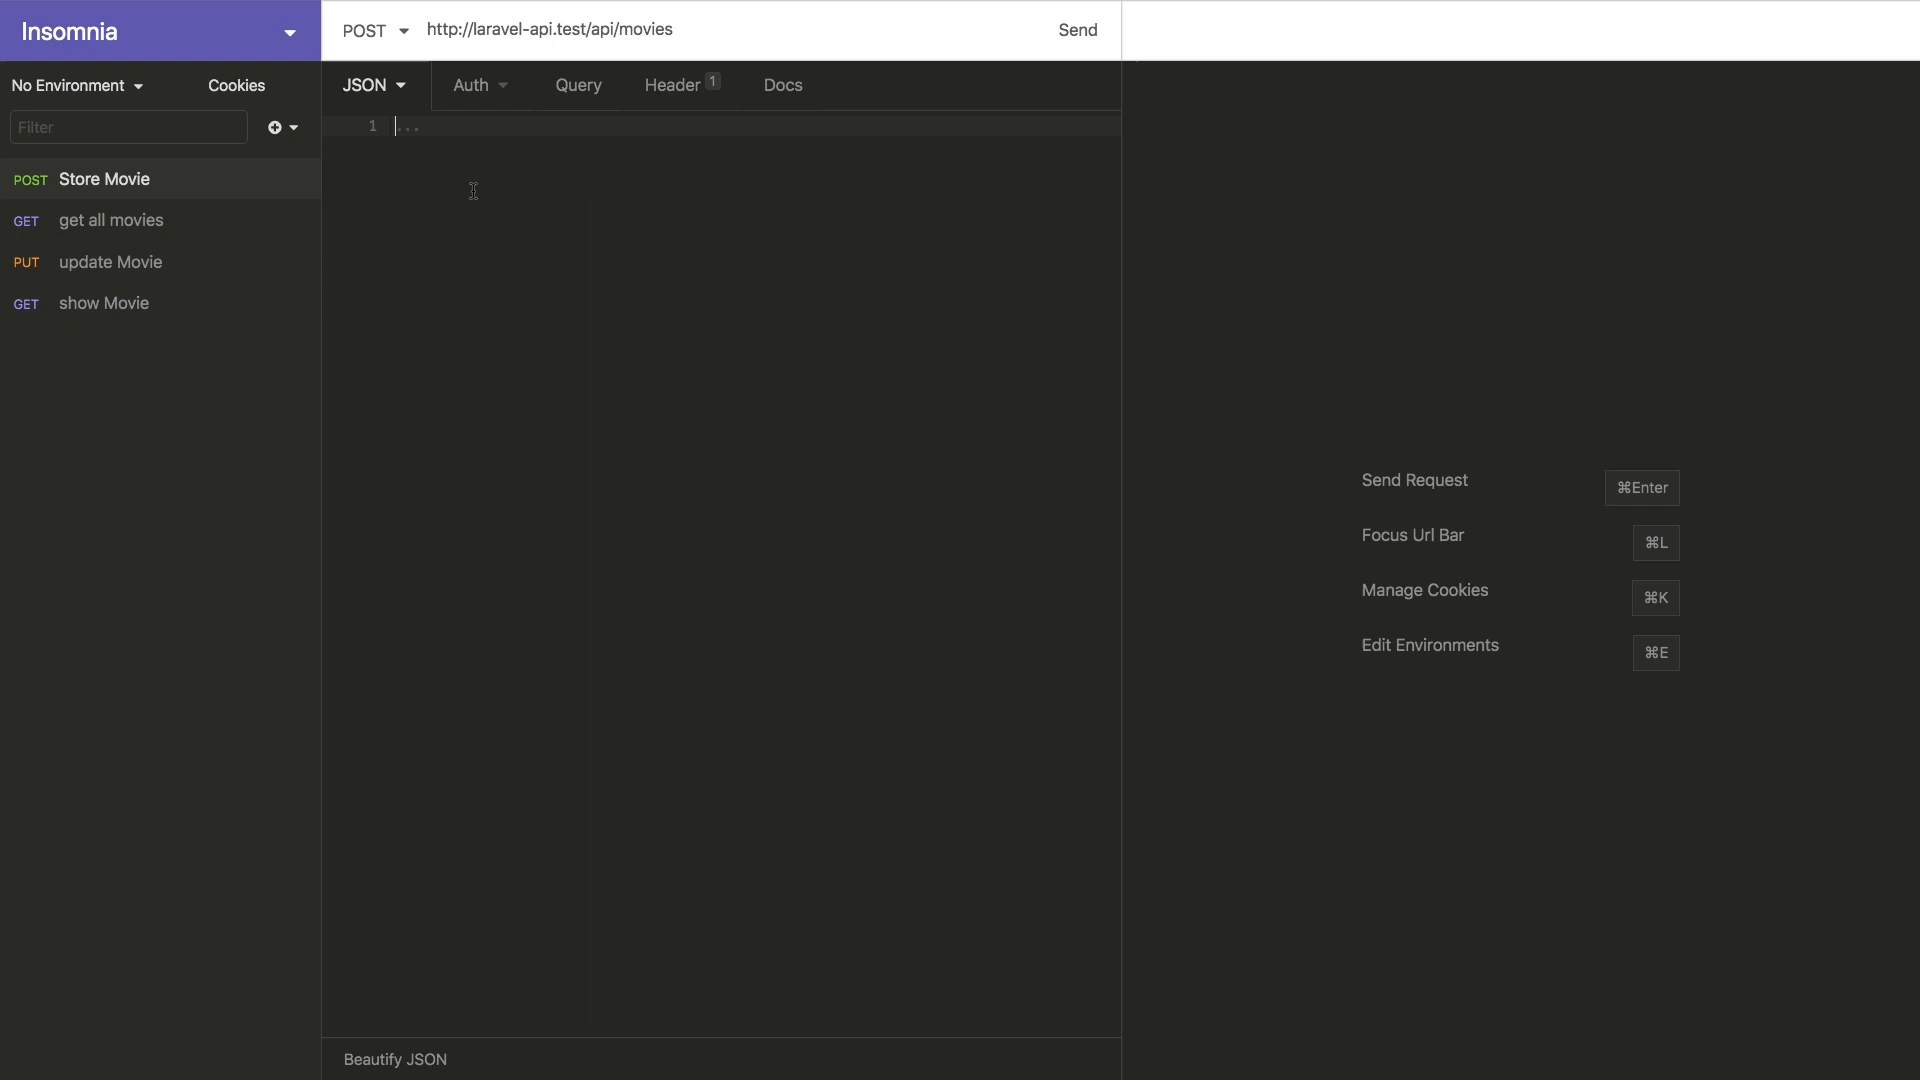 Insomnia
POST http://laravel-api.test/api/movies Send
No Environment Cookies
JSON Auth Query Header 1 Docs
Filter
1 ...
POST Store Movie
GET get all movies
PUT update Movie
GET show Movie
Send Request ⌘Enter
Focus Url Bar ⌘L
Manage Cookies ⌘K
Edit Environments ⌘E
Beautify JSON